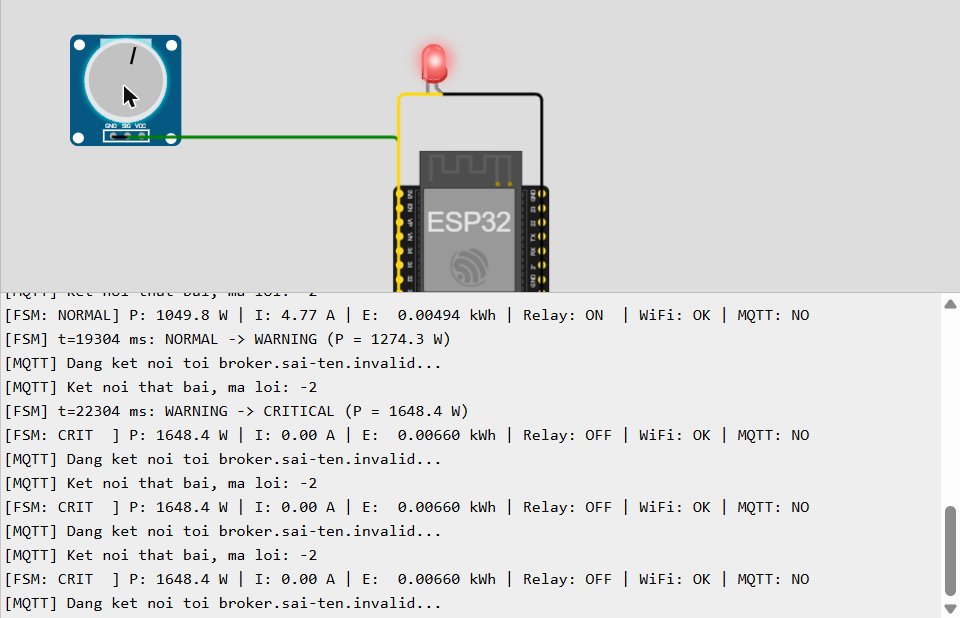 GND SIG VCC
ESP32
[MQTT] Ket noi that bai, ma loi: -2
[FSM: NORMAL] P: 1049.8 W | I: 4.77 A | E:  0.00494 kWh | Relay: ON  | WiFi: OK | MQTT: NO
[FSM] t=19304 ms: NORMAL -> WARNING (P = 1274.3 W)
[MQTT] Dang ket noi toi broker.sai-ten.invalid...
[MQTT] Ket noi that bai, ma loi: -2
[FSM] t=22304 ms: WARNING -> CRITICAL (P = 1648.4 W)
[FSM: CRIT  ] P: 1648.4 W | I: 0.00 A | E:  0.00660 kWh | Relay: OFF | WiFi: OK | MQTT: NO
[MQTT] Dang ket noi toi broker.sai-ten.invalid...
[MQTT] Ket noi that bai, ma loi: -2
[FSM: CRIT  ] P: 1648.4 W | I: 0.00 A | E:  0.00660 kWh | Relay: OFF | WiFi: OK | MQTT: NO
[MQTT] Dang ket noi toi broker.sai-ten.invalid...
[MQTT] Ket noi that bai, ma loi: -2
[FSM: CRIT  ] P: 1648.4 W | I: 0.00 A | E:  0.00660 kWh | Relay: OFF | WiFi: OK | MQTT: NO
[MQTT] Dang ket noi toi broker.sai-ten.invalid...